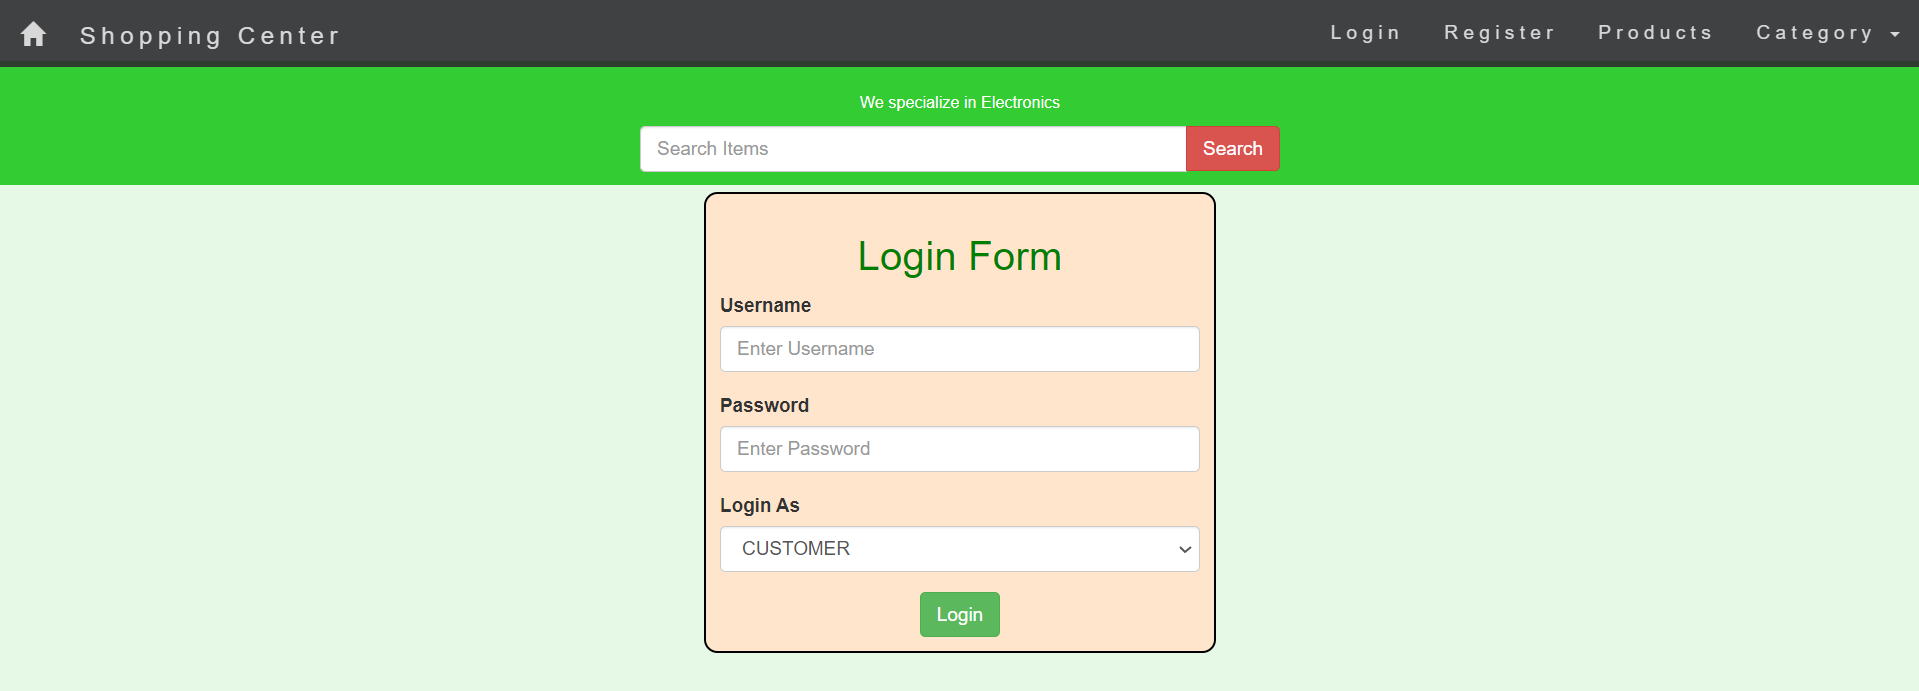 Shopping Center
Login Register Products Category
We specialize in Electronics
Search Items Search
Login Form
Username
Enter Username
Password
Enter Password
Login As
CUSTOMER
Login